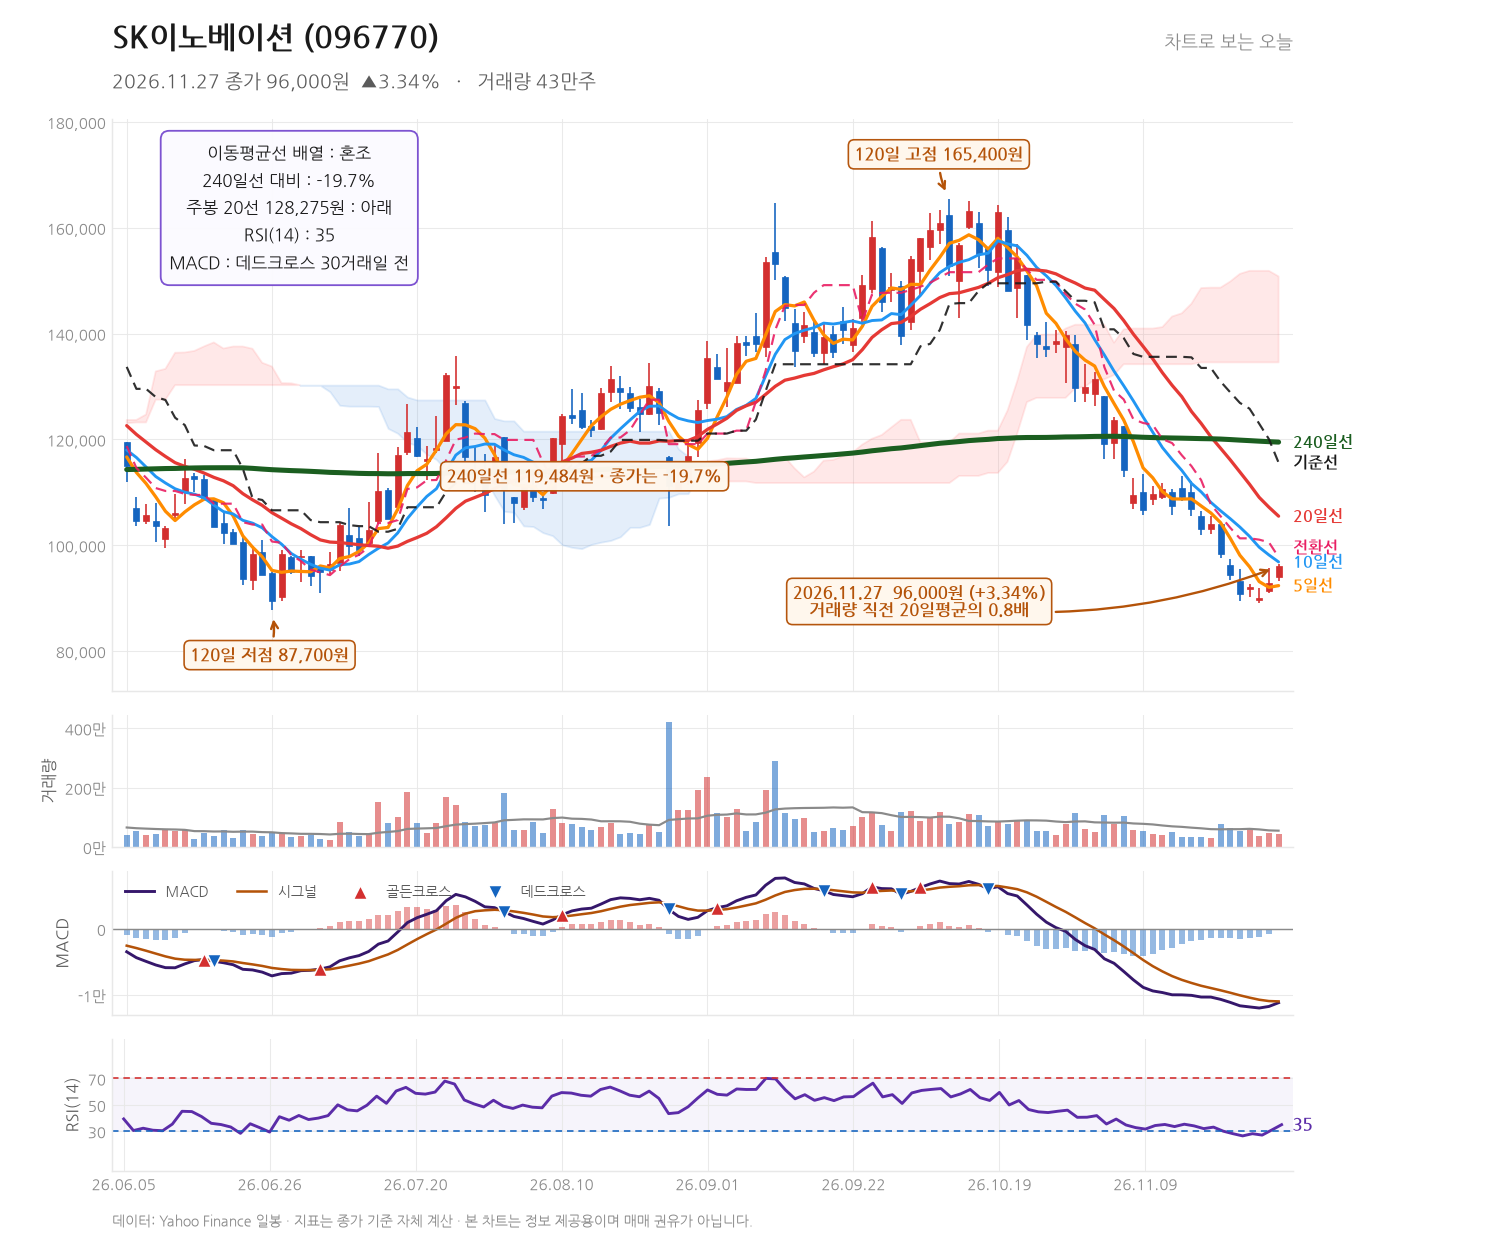 SK이노베이션 (096770)
차트로 보는 오늘
2026.11.27 종가 96,000원 ▲3.34% · 거래량 43만주
180,000
160,000
140,000
120,000
100,000
80,000
이동평균선 배열 : 혼조
240일선 대비 : -19.7%
주봉 20선 128,275원 : 아래
RSI(14) : 35
MACD : 데드크로스 30거래일 전
120일 고점 165,400원
240일선 119,484원 · 종가는 -19.7%
2026.11.27 96,000원 (+3.34%)
거래량 직전 20일평균의 0.8배
120일 저점 87,700원
240일선
기준선
20일선
전환선
10일선
5일선
거래량
400만
200만
0만
MACD
MACD
시그널
골든크로스
데드크로스
0
-1만
RSI(14)
70
50
30
35
26.06.05
26.06.26
26.07.20
26.08.10
26.09.01
26.09.22
26.10.19
26.11.09
데이터: Yahoo Finance 일봉 · 지표는 종가 기준 자체 계산 · 본 차트는 정보 제공용이며 매매 권유가 아닙니다.